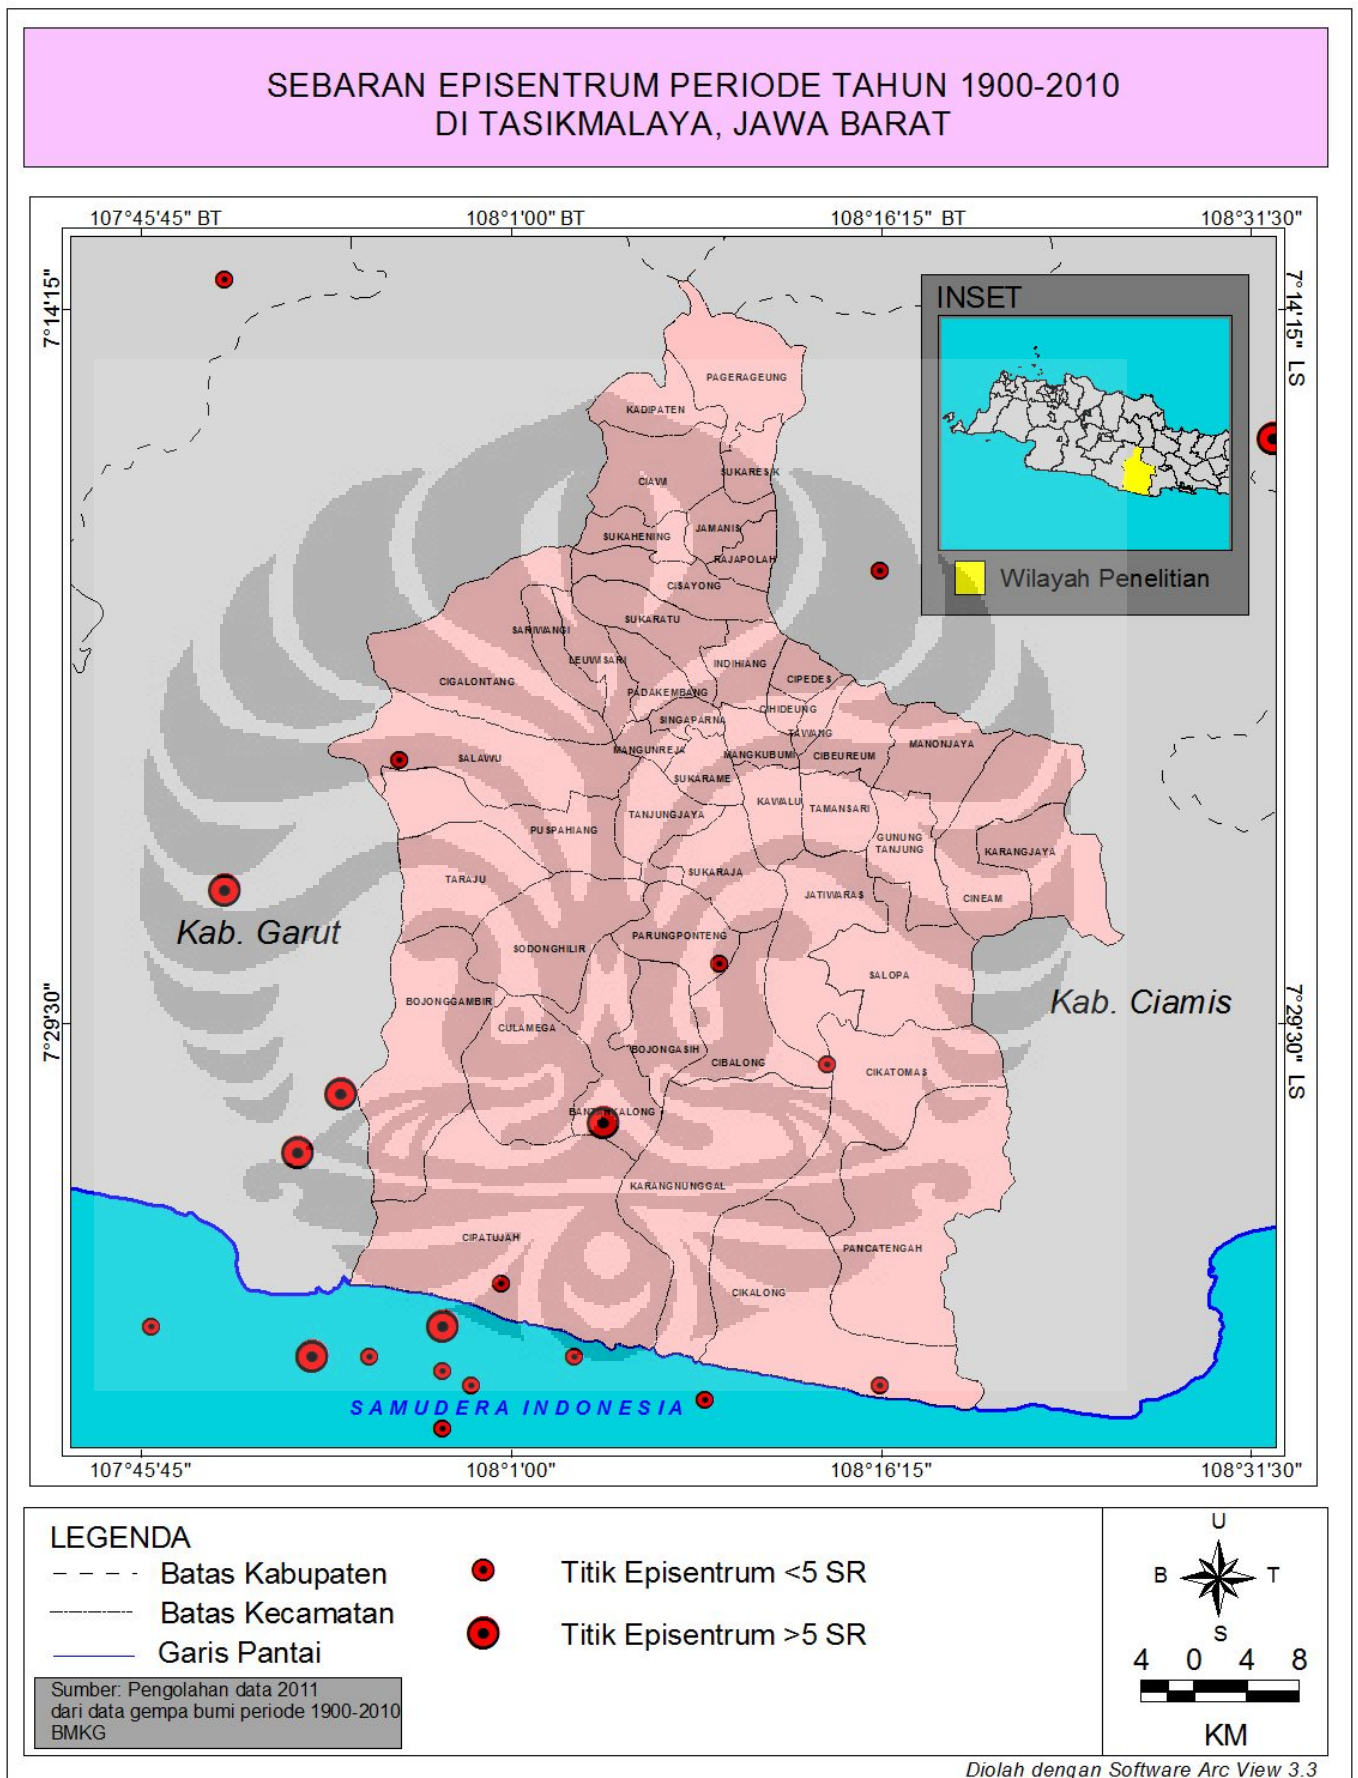 SEBARAN EPISENTRUM PERIODE TAHUN 1900-2010
DI TASIKMALAYA, JAWA BARAT
107°45'45" BT
108°1'00" BT
108°16'15" BT
108°31'30"
7°14'15"
7°14'15" LS
INSET
Wilayah Penelitian
PAGERAGEUNG
KADIPATEN
SUKARESIK
CIAWI
JAMANIS
SUKAHENING
RAJAPOLAH
CISAYONG
SUKARATU
SARIWANGI
LEUWISARI
INDIHIANG
CIPEDES
CIGALONTANG
PADAKEMBANG
CIHIDEUNG
SINGAPARNA
TAWANG
MANONJAYA
MANGUNREJA
MANGKUBUMI
CIBEUREUM
SALAWU
SUKARAME
KAWALU
TAMANSARI
TANJUNGJAYA
PUSPAHIANG
GUNUNG
TANJUNG
KARANGJAYA
SUKARAJA
TARAJU
JATIWARAS
CINEAM
Kab. Garut
PARUNGPONTENG
SODONGHILIR
SALOPA
BOJONGGAMBIR
Kab. Ciamis
7°29'30"
7°29'30" LS
CULAMEGA
BOJONGASIH
CIBALONG
CIKATOMAS
BANTARKALONG
KARANGNUNGGAL
CIPATUJAH
PANCATENGAH
CIKALONG
SAMUDERA INDONESIA
107°45'45"
108°1'00"
108°16'15"
108°31'30"
LEGENDA
Batas Kabupaten
Batas Kecamatan
Garis Pantai
Titik Episentrum <5 SR
Titik Episentrum >5 SR
Sumber: Pengolahan data 2011
dari data gempa bumi periode 1900-2010
BMKG
U
B
T
S
4 0 4 8
KM
Diolah dengan Software Arc View 3.3